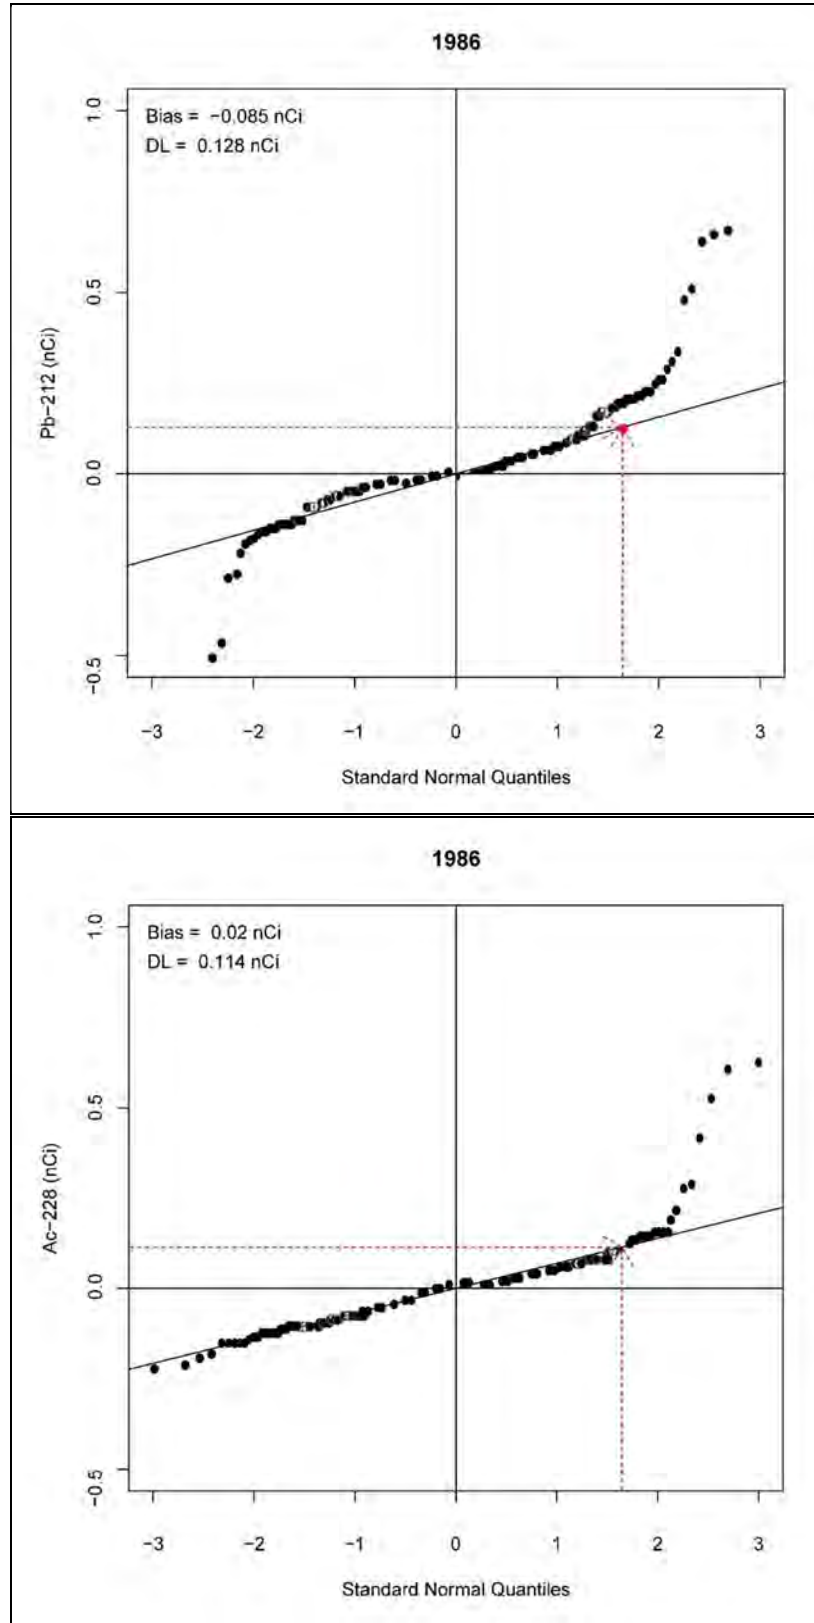 1986
Bias = −0.085 nCi
DL = 0.128 nCi
1.0
0.5
0.0
−0.5
Pb−212 (nCi)
−3 −2 −1 0 1 2 3
Standard Normal Quantiles
1986
Bias = 0.02 nCi
DL = 0.114 nCi
1.0
0.5
0.0
−0.5
Ac−228 (nCi)
−3 −2 −1 0 1 2 3
Standard Normal Quantiles